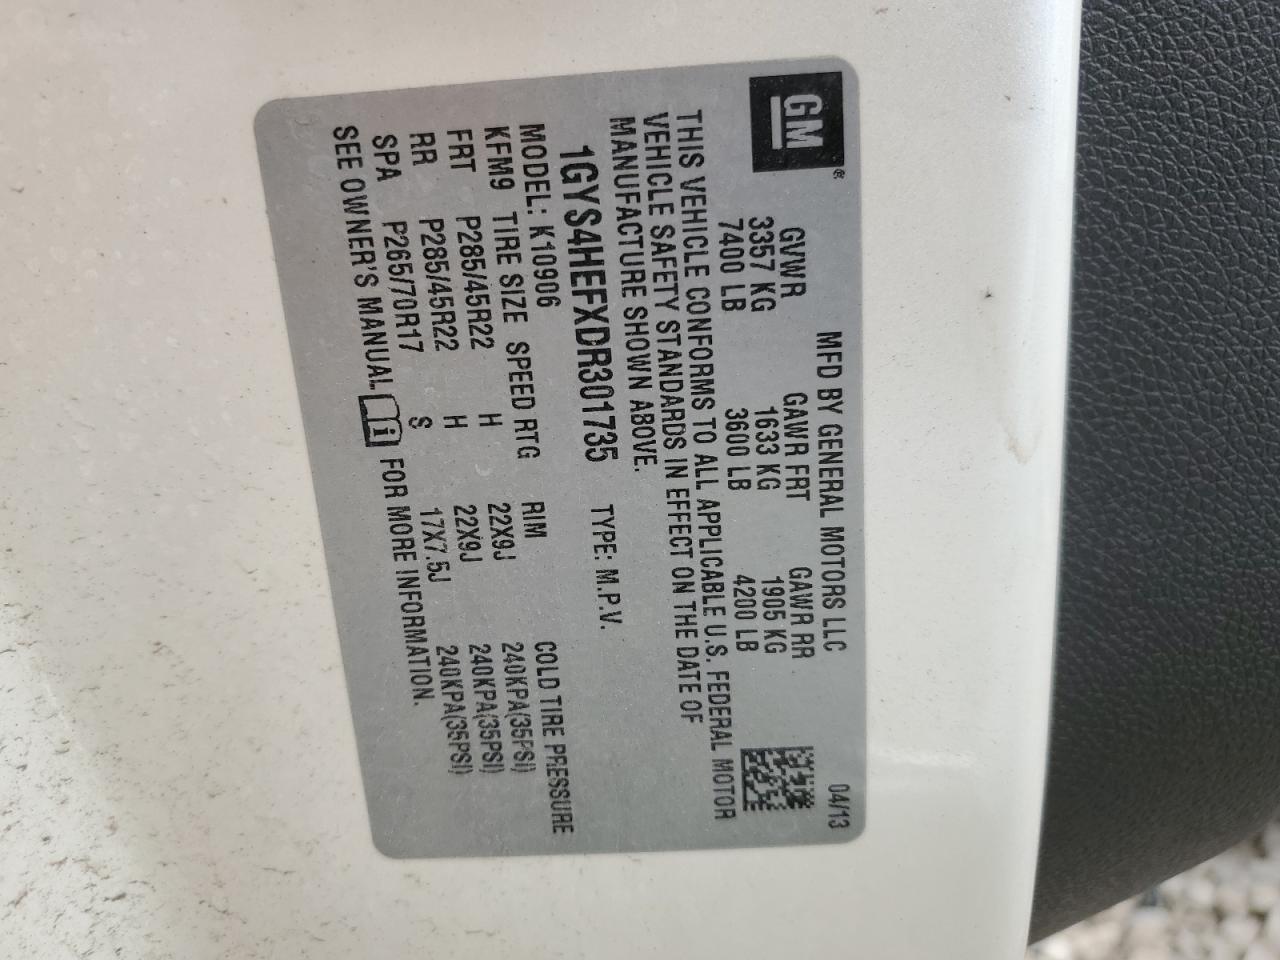 GM®
MFD BY GENERAL MOTORS LLC 04/13
GVWR GAWR FRT GAWR RR
3357 KG 1633 KG 1905 KG
7400 LB 3600 LB 4200 LB
THIS VEHICLE CONFORMS TO ALL APPLICABLE U.S. FEDERAL MOTOR
VEHICLE SAFETY STANDARDS IN EFFECT ON THE DATE OF
MANUFACTURE SHOWN ABOVE.
1GYS4HEFXDR301735 TYPE: M.P.V.
MODEL: K10906
KFM9 TIRE SIZE SPEED RTG RIM COLD TIRE PRESSURE
FRT P285/45R22 H 22X9J 240KPA(35PSI)
RR P285/45R22 H 22X9J 240KPA(35PSI)
SPA P265/70R17 S 17X7.5J 240KPA(35PSI)
SEE OWNER'S MANUAL i FOR MORE INFORMATION.